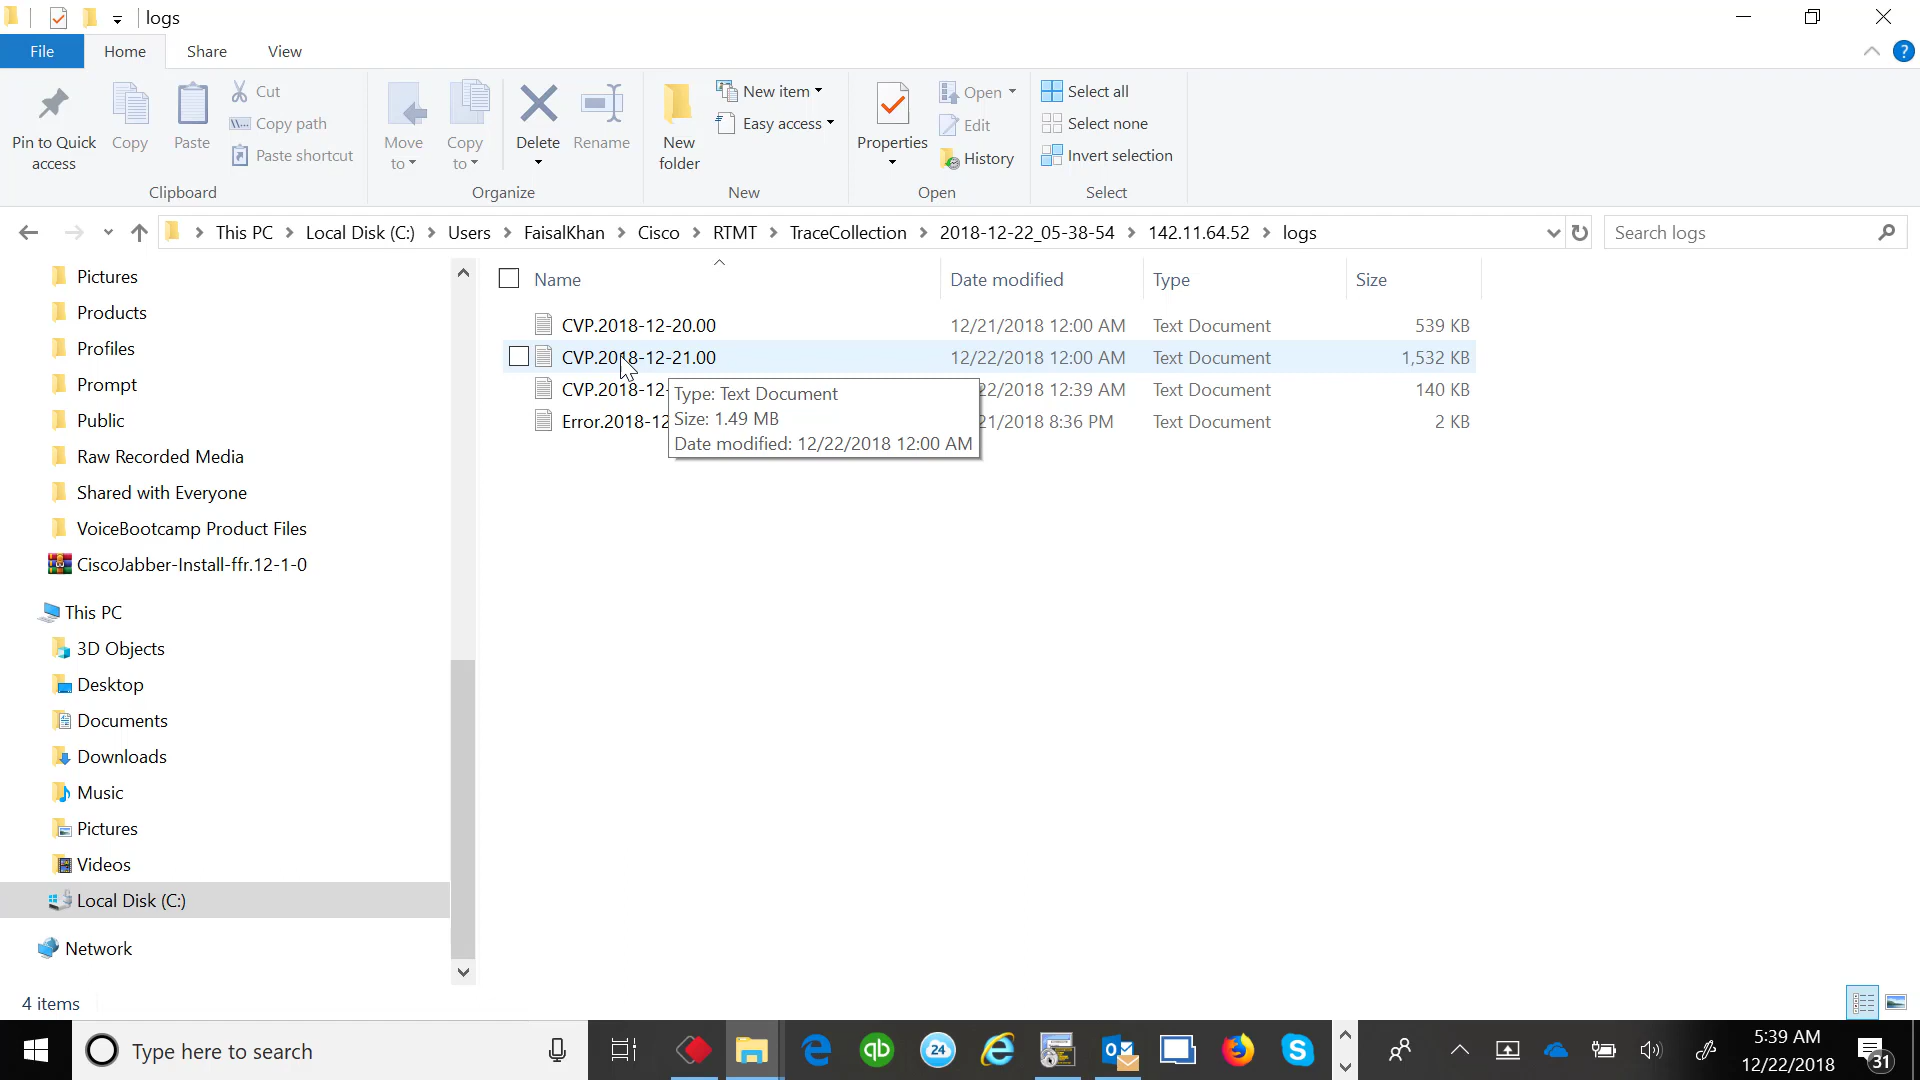 logs
File Home Share View
Pin to Quick access
Copy
Paste
Cut
Copy path
Paste shortcut
Clipboard
Move to
Copy to
Delete
Rename
Organize
New folder
New item
Easy access
New
Properties
Open
Edit
History
Open
Select all
Select none
Invert selection
Select
This PC > Local Disk (C:) > Users > FaisalKhan > Cisco > RTMT > TraceCollection > 2018-12-22_05-38-54 > 142.11.64.52 > logs
Search logs
Pictures
Products
Profiles
Prompt
Public
Raw Recorded Media
Shared with Everyone
VoiceBootcamp Product Files
CiscoJabber-Install-ffr.12-1-0
This PC
3D Objects
Desktop
Documents
Downloads
Music
Pictures
Videos
Local Disk (C:)
Network
Name Date modified Type Size
CVP.2018-12-20.00 12/21/2018 12:00 AM Text Document 539 KB
CVP.2018-12-21.00 12/22/2018 12:00 AM Text Document 1,532 KB
CVP.2018-12- 22/2018 12:39 AM Text Document 140 KB
Error.2018-12 21/2018 8:36 PM Text Document 2 KB
Type: Text Document
Size: 1.49 MB
Date modified: 12/22/2018 12:00 AM
4 items
Type here to search
qb
24
5:39 AM
12/22/2018
31